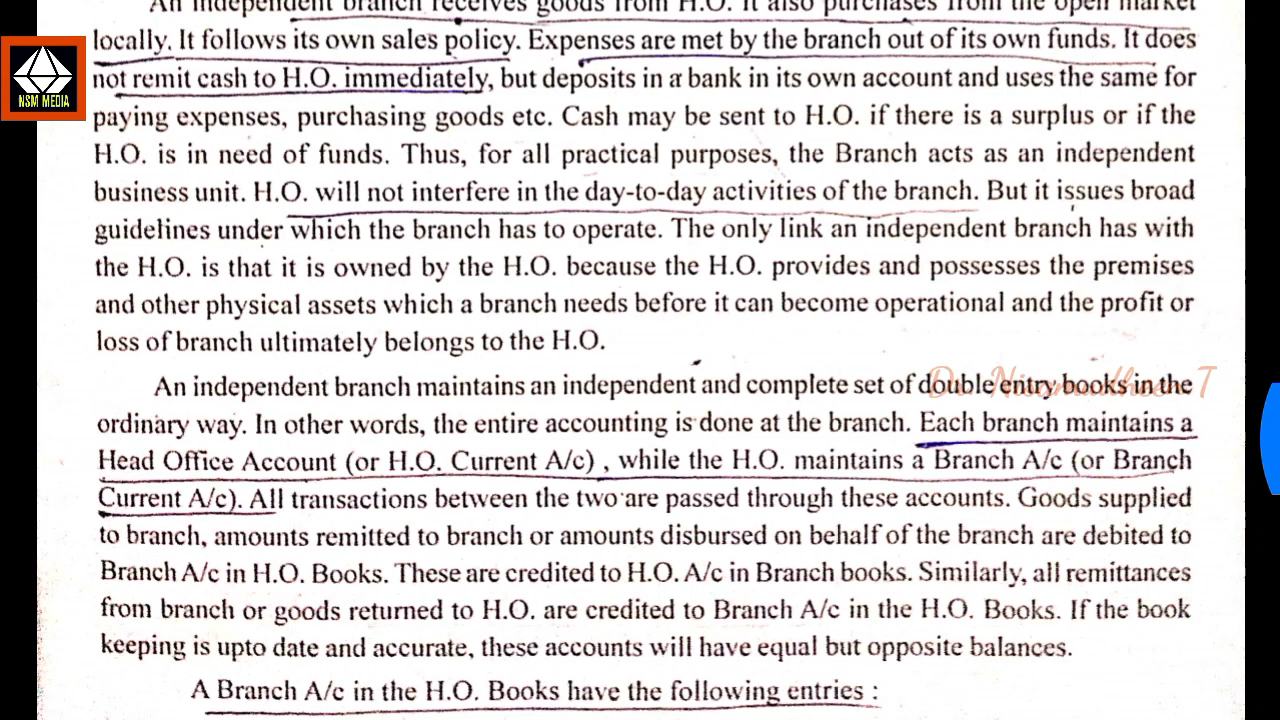 An independent branch receives goods from H.O. It also purchases from the open market
locally. It follows its own sales policy. Expenses are met by the branch out of its own funds. It does
not remit cash to H.O. immediately, but deposits in a bank in its own account and uses the same for
paying expenses, purchasing goods etc. Cash may be sent to H.O. if there is a surplus or if the
H.O. is in need of funds. Thus, for all practical purposes, the Branch acts as an independent
business unit. H.O. will not interfere in the day-to-day activities of the branch. But it issues broad
guidelines under which the branch has to operate. The only link an independent branch has with
the H.O. is that it is owned by the H.O. because the H.O. provides and possesses the premises
and other physical assets which a branch needs before it can become operational and the profit or
loss of branch ultimately belongs to the H.O.
An independent branch maintains an independent and complete set of double entry books in the
ordinary way. In other words, the entire accounting is done at the branch. Each branch maintains a
Head Office Account (or H.O. Current A/c) , while the H.O. maintains a Branch A/c (or Branch
Current A/c). All transactions between the two are passed through these accounts. Goods supplied
to branch, amounts remitted to branch or amounts disbursed on behalf of the branch are debited to
Branch A/c in H.O. Books. These are credited to H.O. A/c in Branch books. Similarly, all remittances
from branch or goods returned to H.O. are credited to Branch A/c in the H.O. Books. If the book
keeping is upto date and accurate, these accounts will have equal but opposite balances.
A Branch A/c in the H.O. Books have the following entries :
NSM MEDIA